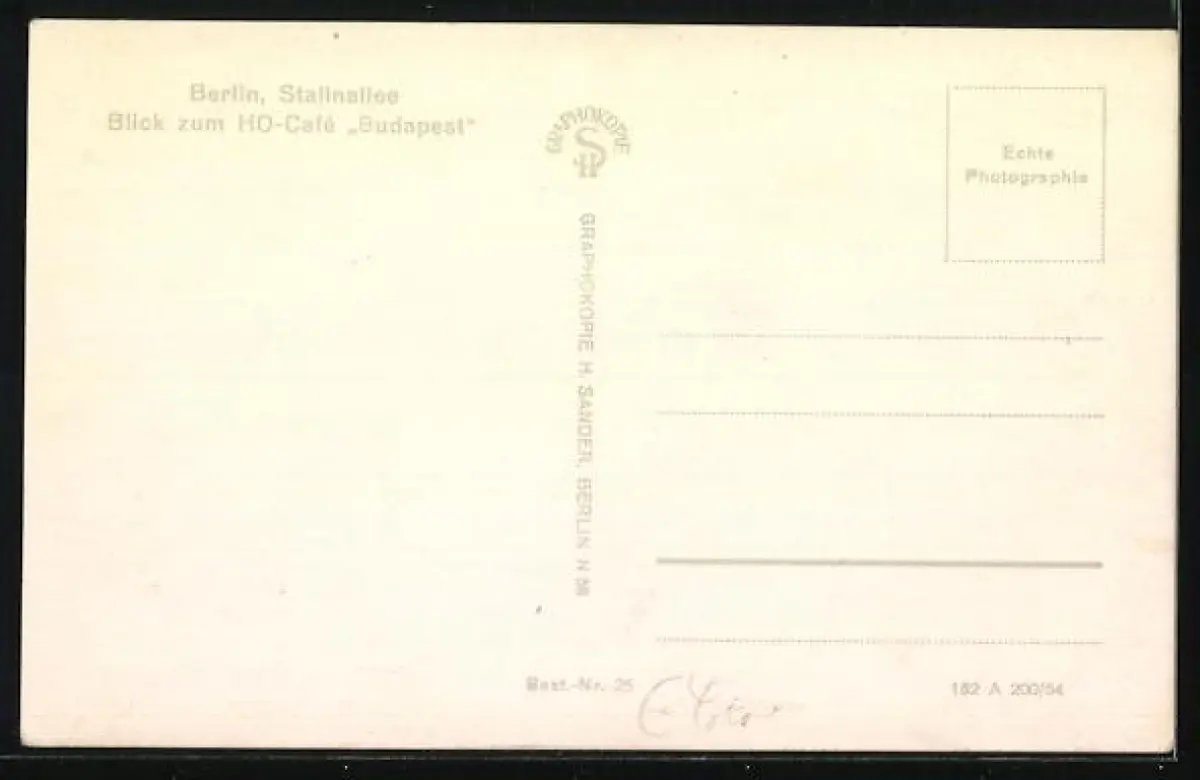 Berlin, Stalinallee
Blick zum HO-Café „Budapest"
GRAPHOKOPIE
SH
GRAPHOKOPIE H. SANDER, BERLIN N 58
Echte
Photographie
Best.-Nr. 25
182 A 200/54